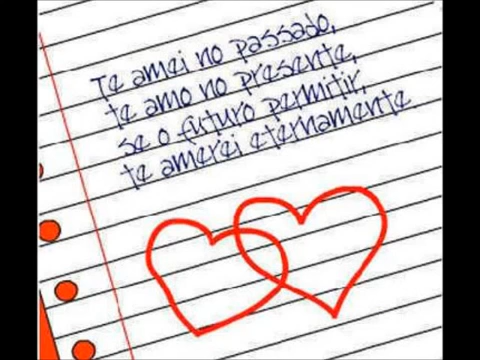 Te amei no passado,
te amo no presente,
se o futuro permitir,
te amarei eternamente